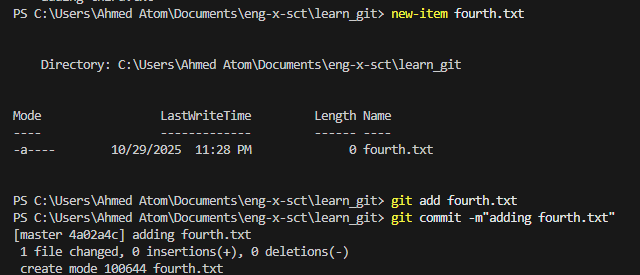 PS C:\Users\Ahmed Atom\Documents\eng-x-sct\learn_git> new-item fourth.txt
Directory: C:\Users\Ahmed Atom\Documents\eng-x-sct\learn_git
Mode LastWriteTime Length Name
---- ------------- ------ ----
-a---- 10/29/2025 11:28 PM 0 fourth.txt
PS C:\Users\Ahmed Atom\Documents\eng-x-sct\learn_git> git add fourth.txt
PS C:\Users\Ahmed Atom\Documents\eng-x-sct\learn_git> git commit -m"adding fourth.txt"
[master 4a02a4c] adding fourth.txt
1 file changed, 0 insertions(+), 0 deletions(-)
create mode 100644 fourth.txt